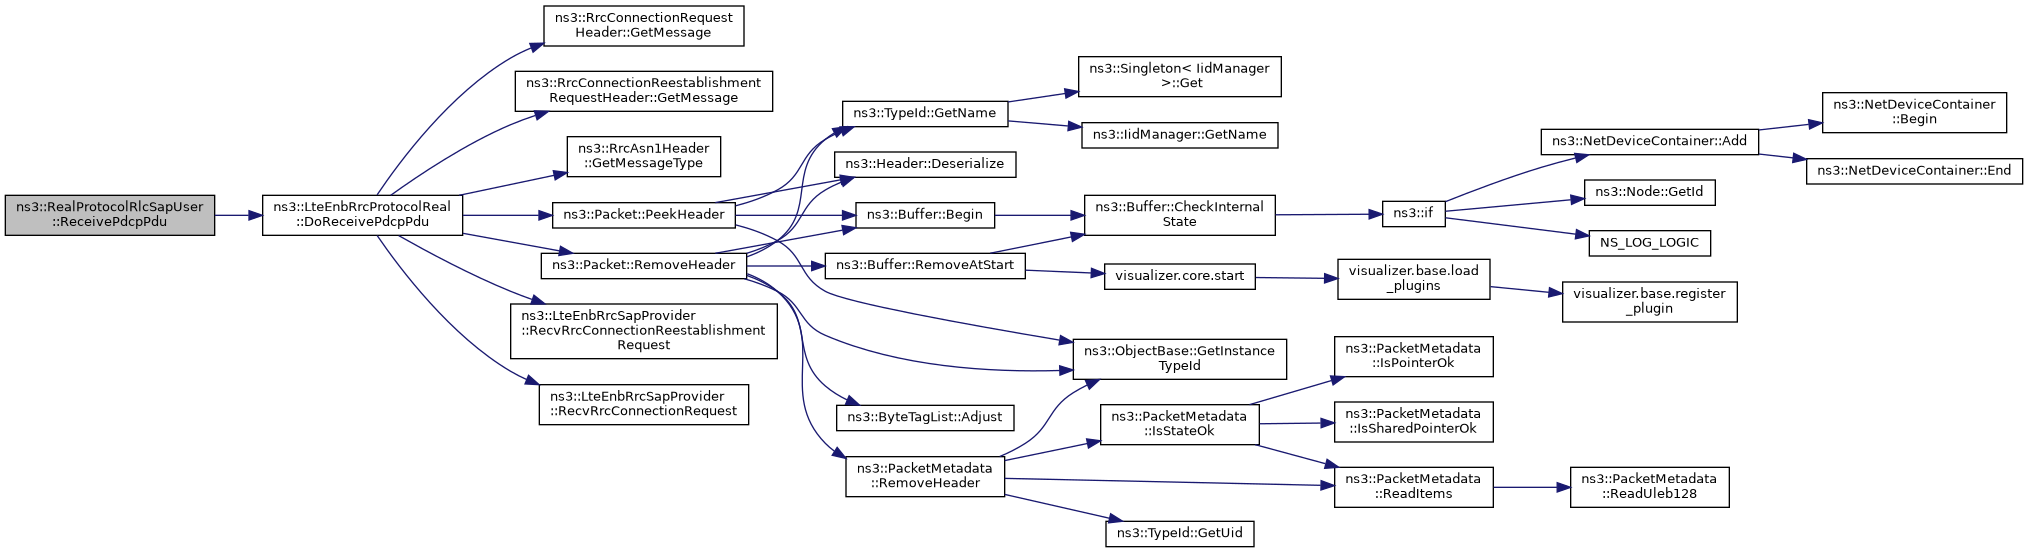 ns3::RealProtocolRlcSapUser
::ReceivePdcpPdu
ns3::LteEnbRrcProtocolReal
::DoReceivePdcpPdu
ns3::RrcConnectionRequest
Header::GetMessage
ns3::RrcConnectionReestablishment
RequestHeader::GetMessage
ns3::RrcAsn1Header
::GetMessageType
ns3::Packet::PeekHeader
ns3::Packet::RemoveHeader
ns3::LteEnbRrcSapProvider
::RecvRrcConnectionReestablishment
Request
ns3::LteEnbRrcSapProvider
::RecvRrcConnectionRequest
ns3::TypeId::GetName
ns3::Header::Deserialize
ns3::Buffer::Begin
ns3::Buffer::RemoveAtStart
ns3::ByteTagList::Adjust
ns3::PacketMetadata
::RemoveHeader
ns3::Singleton< IidManager
>::Get
ns3::IidManager::GetName
ns3::Buffer::CheckInternal
State
visualizer.core.start
ns3::ObjectBase::GetInstance
TypeId
ns3::PacketMetadata
::IsStateOk
ns3::TypeId::GetUid
ns3::if
visualizer.base.load
_plugins
ns3::PacketMetadata
::IsPointerOk
ns3::PacketMetadata
::IsSharedPointerOk
ns3::PacketMetadata
::ReadItems
ns3::NetDeviceContainer::Add
ns3::Node::GetId
NS_LOG_LOGIC
visualizer.base.register
_plugin
ns3::PacketMetadata
::ReadUleb128
ns3::NetDeviceContainer
::Begin
ns3::NetDeviceContainer::End